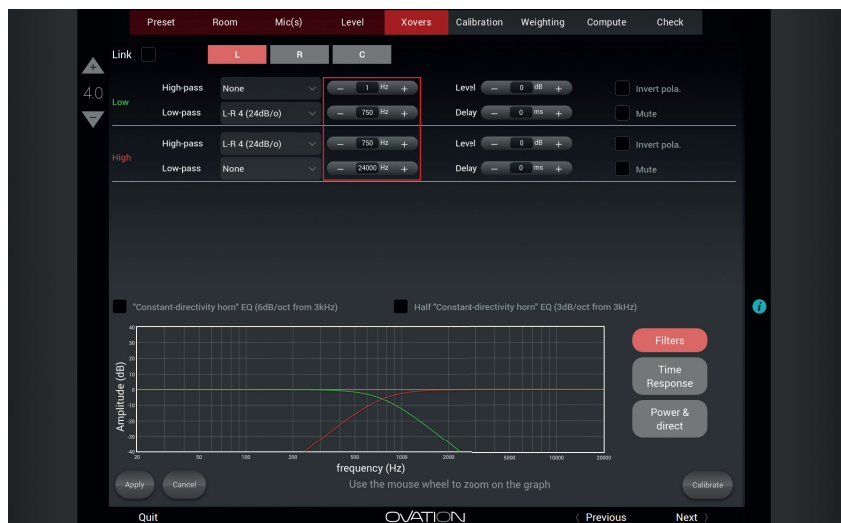 Preset Room Mic(s) Level Xovers Calibration Weighting Compute Check
Link L R C
+
4.0
−
Low
High-pass None − 1 Hz + Level − 0 dB + Invert pola.
Low-pass L-R 4 (24dB/o) − 750 Hz + Delay − 0 ms + Mute
High
High-pass L-R 4 (24dB/o) − 750 Hz + Level − 0 dB + Invert pola.
Low-pass None − 24000 Hz + Delay − 0 ms + Mute
"Constant-directivity horn" EQ (6dB/oct from 3kHz) Half "Constant-directivity horn" EQ (3dB/oct from 3kHz)
i
Amplitude (dB)
40
30
20
10
0
-10
-20
-30
-40
20 50 100 200 500 1000 2000 5000 10000 20000
frequency (Hz)
Filters
Time
Response
Power &
direct
Apply Cancel Use the mouse wheel to zoom on the graph Calibrate
Quit OVATION 〈 Previous Next 〉